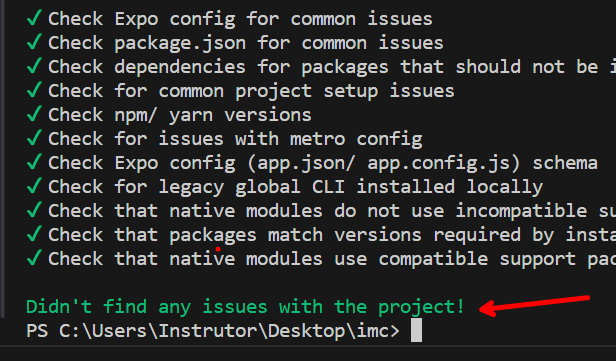 ✓ Check Expo config for common issues
✓ Check package.json for common issues
✓ Check dependencies for packages that should not be i
✓ Check for common project setup issues
✓ Check npm/ yarn versions
✓ Check for issues with metro config
✓ Check Expo config (app.json/ app.config.js) schema
✓ Check for legacy global CLI installed locally
✓ Check that native modules do not use incompatible su
✓ Check that packages match versions required by insta
✓ Check that native modules use compatible support pac
Didn't find any issues with the project!
PS C:\Users\Instrutor\Desktop\imc>